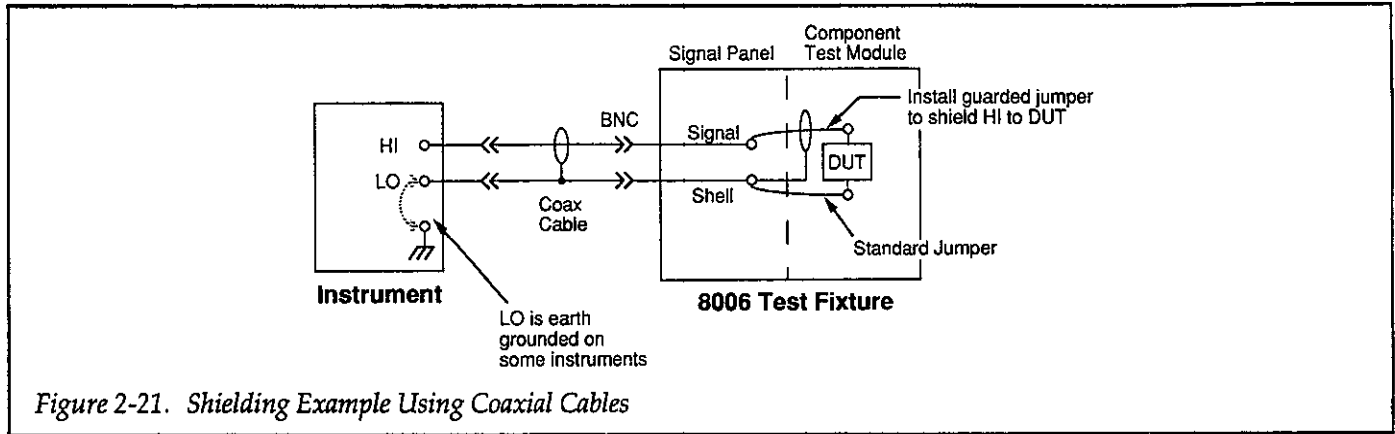 Component
Test Module
Signal Panel
Install guarded jumper
to shield HI to DUT
BNC
Signal
HI
DUT
LO
Shell
Coax
Cable
Standard Jumper
Instrument
8006 Test Fixture
LO is earth
grounded on
some instruments
Figure 2-21. Shielding Example Using Coaxial Cables